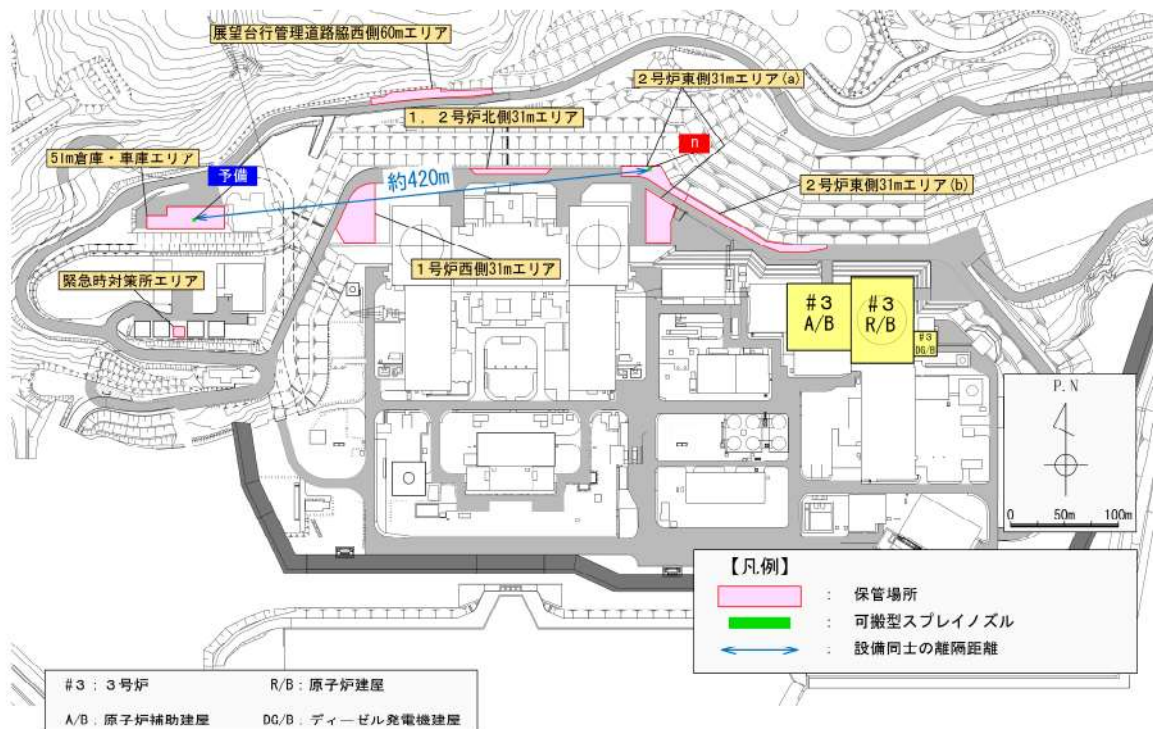 展望台行管理道路脇西側60mエリア
2号炉東側31mエリア(a)
1，2号炉北側31mエリア
n
51m倉庫・車庫エリア
予備
約420m
2号炉東側31mエリア(b)
1号炉西側31mエリア
緊急時対策所エリア
#3
A/B
#3
R/B
#3
DG/B
P.N
0 50m 100m
【凡例】
： 保管場所
： 可搬型スプレイノズル
： 設備同士の離隔距離
#3：3号炉 R/B：原子炉建屋
A/B：原子炉補助建屋 DG/B：ディーゼル発電機建屋